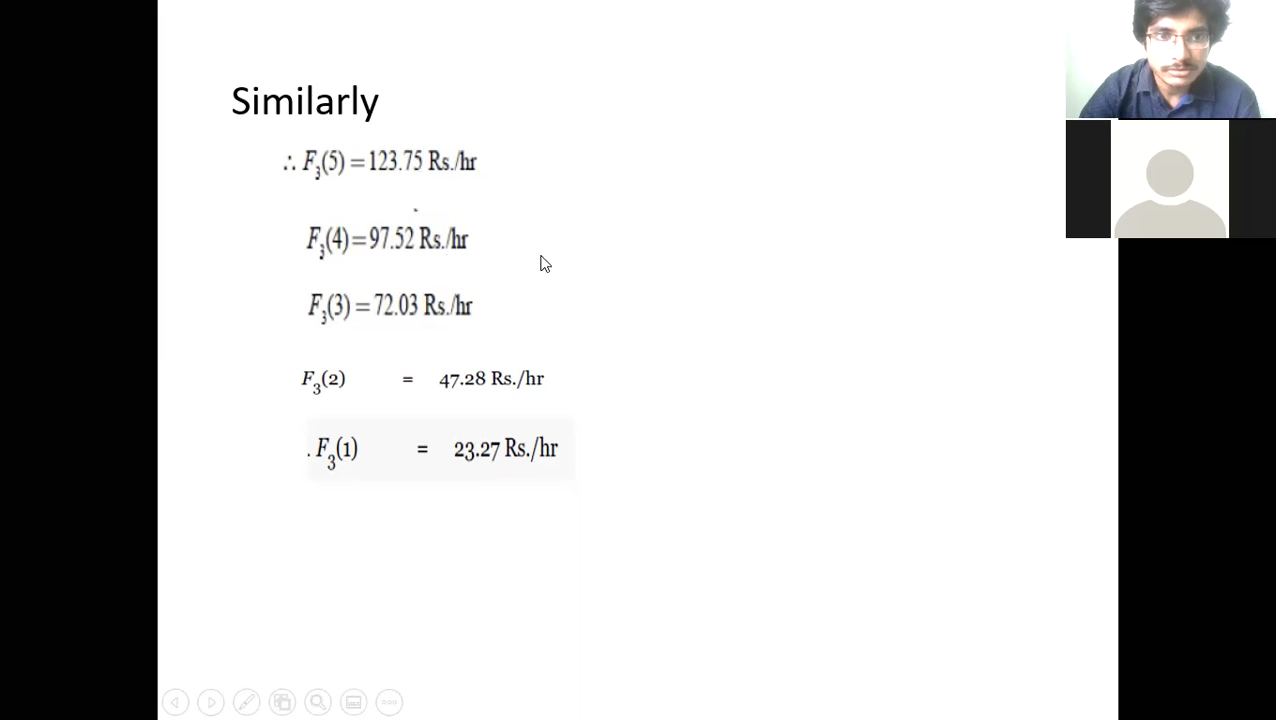 Similarly
∴ F₃(5) = 123.75 Rs./hr
F₃(4) = 97.52 Rs./hr
F₃(3) = 72.03 Rs./hr
F₃(2) = 47.28 Rs./hr
. F₃(1) = 23.27 Rs./hr